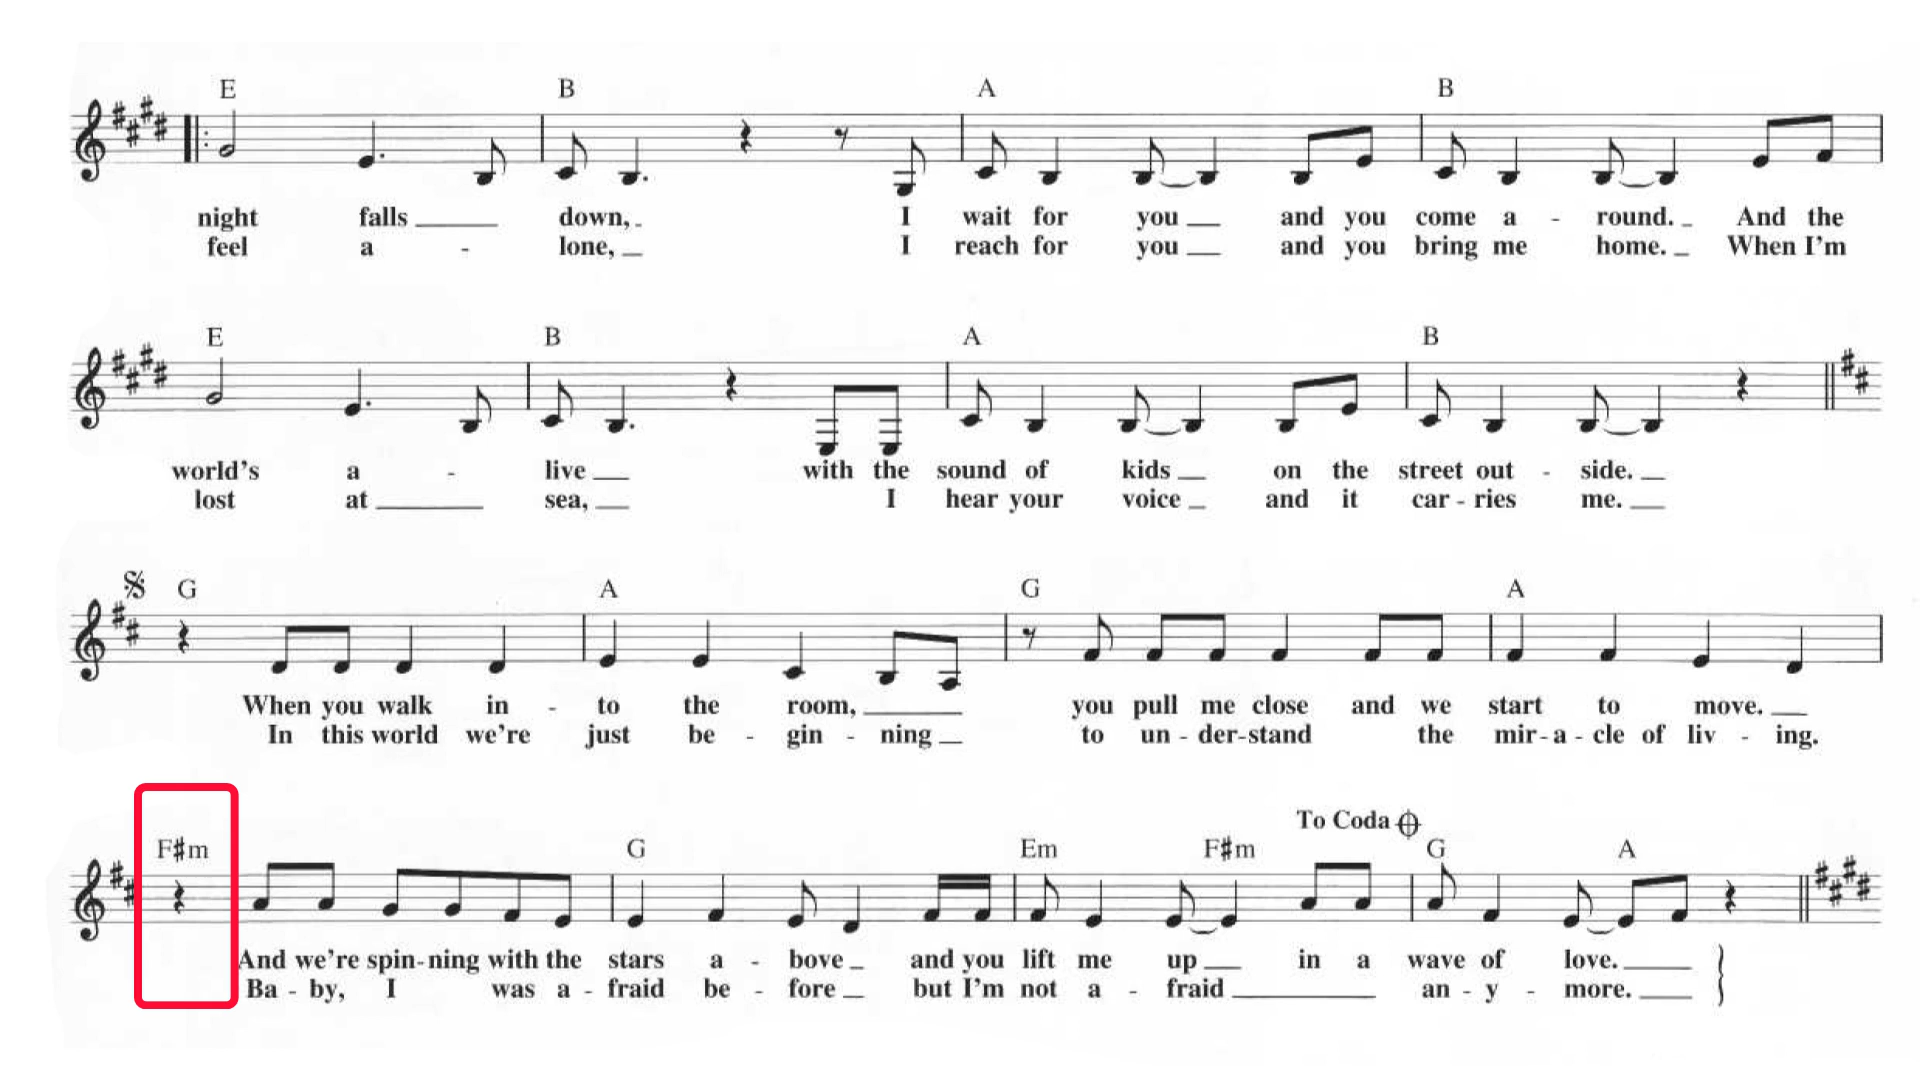 E B A B
night falls down, I wait for you and you come a - round. And the
feel a - lone, I reach for you and you bring me home. When I'm
E B A B
world's a - live with the sound of kids on the street out - side.
lost at sea, I hear your voice and it car - ries me.
G A G A
When you walk in - to the room, you pull me close and we start to move.
In this world we're just be - gin - ning to un - der - stand the mir - a - cle of liv - ing.
To Coda
F#m G Em F#m G A
And we're spin - ning with the stars a - bove and you lift me up in a wave of love.
Ba - by, I was a - fraid be - fore but I'm not a - fraid an - y - more.